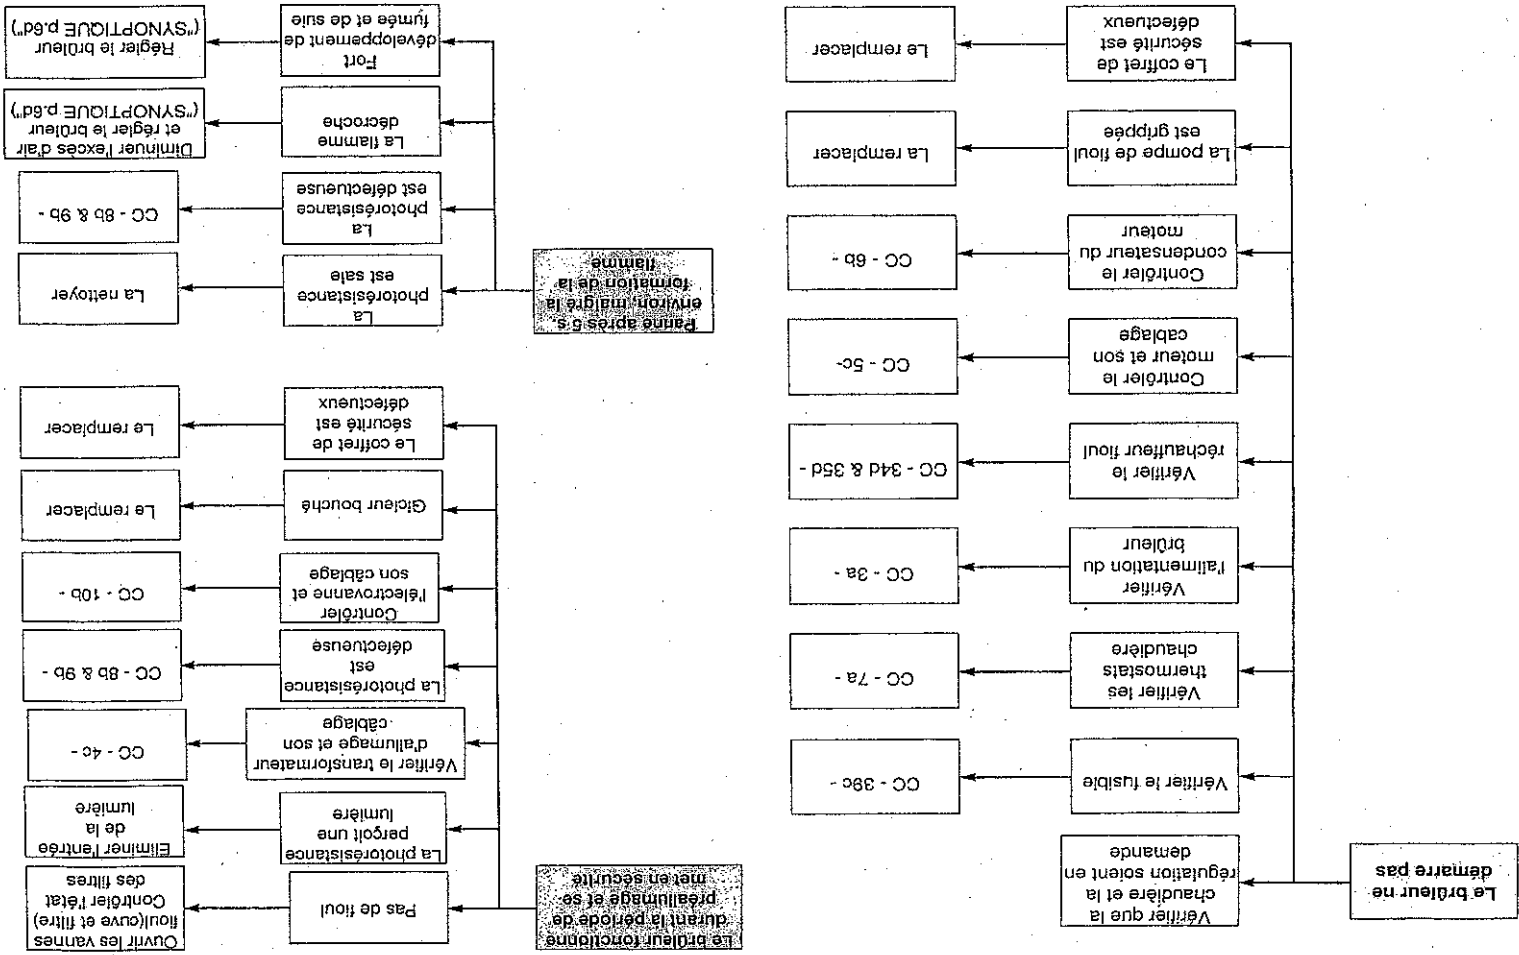 Le brûleur ne
démarre pas
Vérifier que la
chaudière et la
régulation soient en
demande
Vérifier le fusible
CC - 39c -
Vérifier les
thermostats
chaudière
CC - 7a -
Vérifier
l'alimentation du
brûleur
CC - 3a -
Vérifier le
réchauffeur fioul
CC - 34d & 35d -
Contrôler le
moteur et son
cablage
CC - 5c-
Contrôler le
condensateur du
moteur
CC - 6b -
La pompe de fioul
est grippée
La remplacer
Le coffret de
sécurité est
défectueux
Le remplacer
Le brûleur fonctionne
durant la période de
préallumage et se
met en sécurité
Pas de fioul
Ouvrir les vannes
fioul(cuve et filtre)
Contrôler l'état
des filtres
La photorésistance
perçoit une
lumière
Eliminer l'entrée
de la
lumière
Vérifier le transformateur
d'allumage et son
câblage
CC - 4c -
La photorésistance
est
défectueuse
CC - 8b & 9b -
Contrôler
l'électrovanne et
son câblage
CC - 10b -
Gicleur bouché
Le remplacer
Le coffret de
sécurité est
défectueux
Le remplacer
Panne après 5 s.
environ, malgré la
formation de la
flamme
La
photorésistance
est sale
La nettoyer
La
photorésistance
est défectueuse
CC - 8b & 9b -
La flamme
décroche
Diminuer l'excès d'air
et régler le brûleur
("SYNOPTIQUE p.6d")
Fort
développement de
fumée et de suie
Régler le brûleur
("SYNOPTIQUE p.6d")